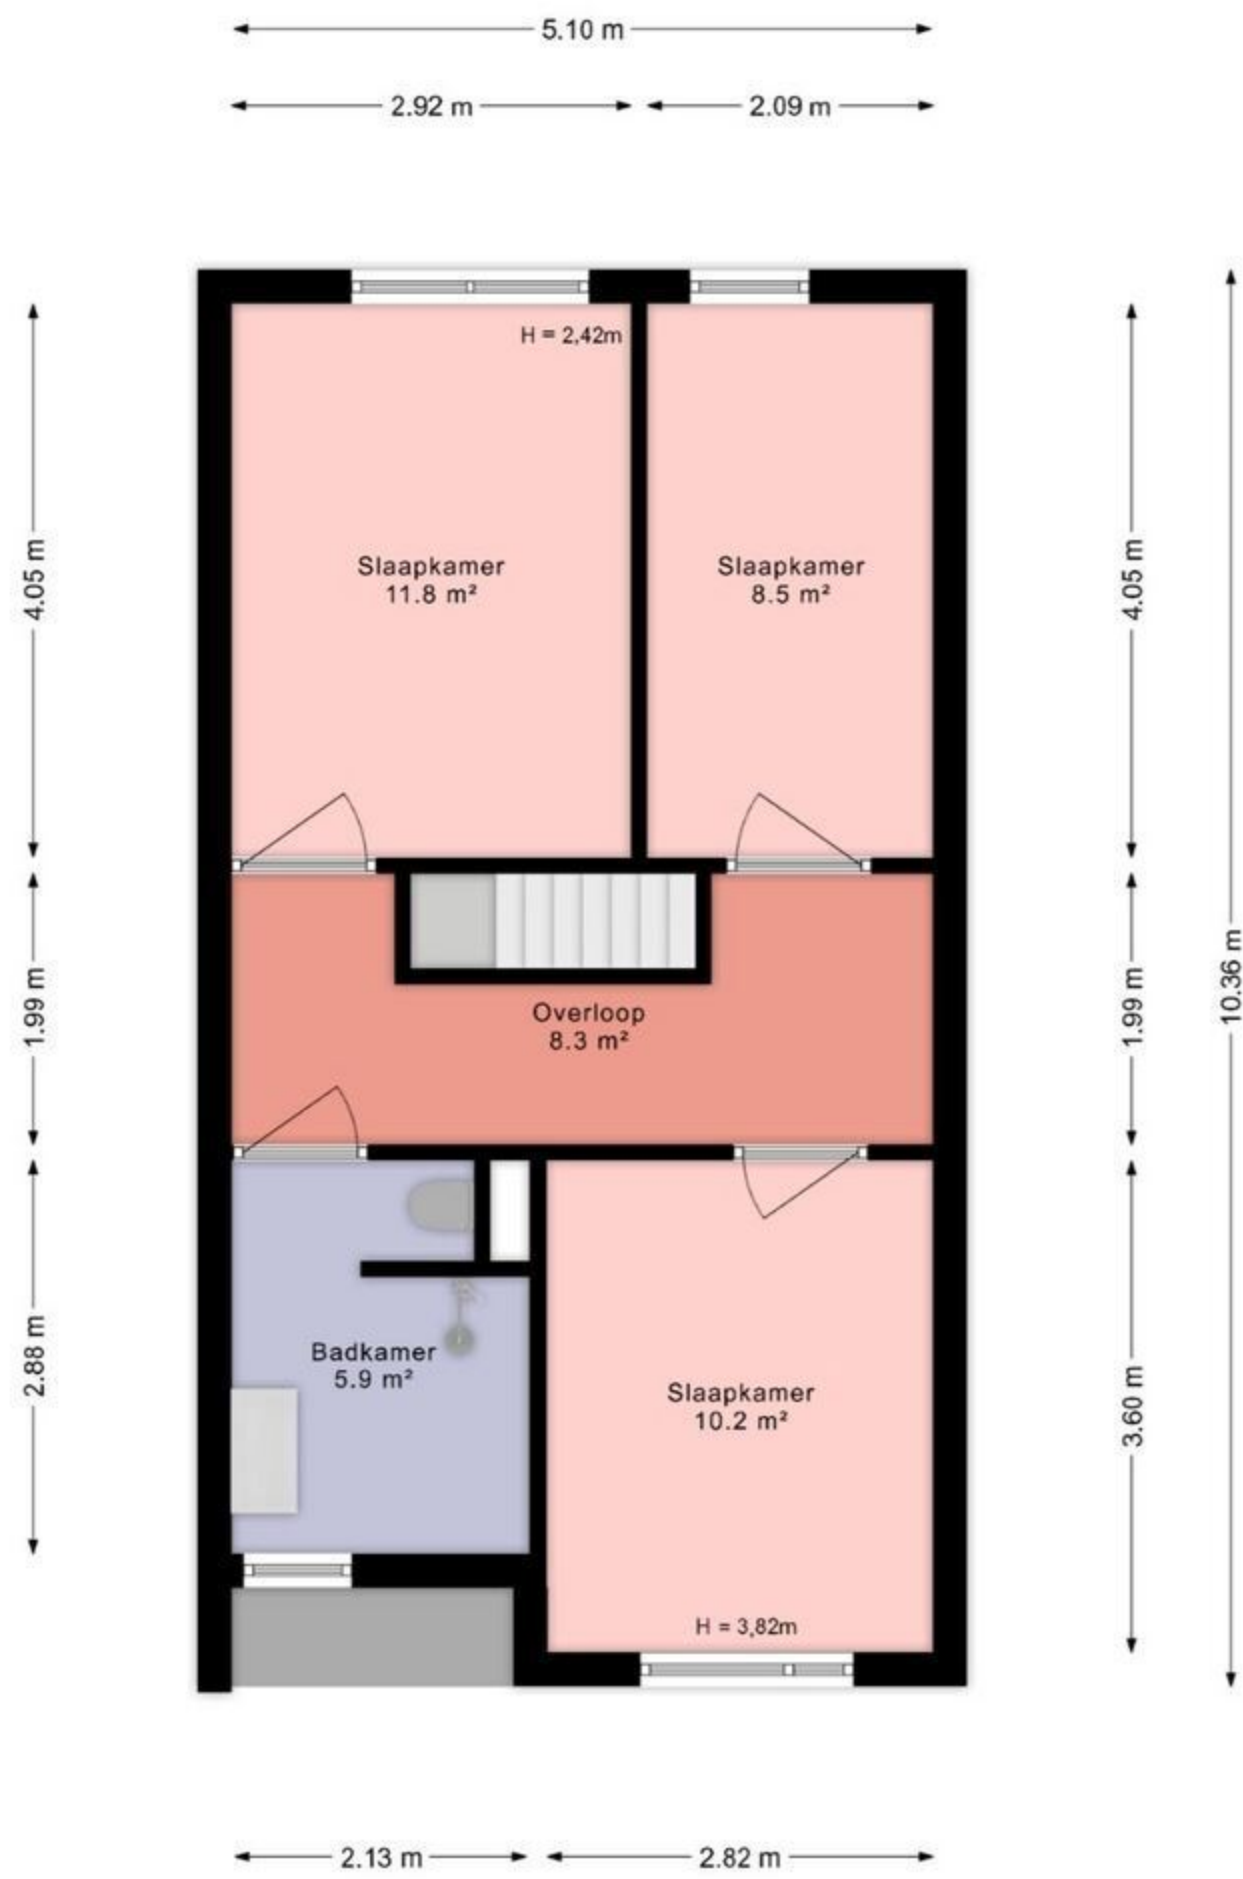 5.10 m
2.92 m
2.09 m
H = 2,42m
Slaapkamer
11.8 m²
Slaapkamer
8.5 m²
4.05 m
4.05 m
1.99 m
Overloop
8.3 m²
1.99 m
10.36 m
2.88 m
Badkamer
5.9 m²
Slaapkamer
10.2 m²
3.60 m
H = 3,82m
2.13 m
2.82 m